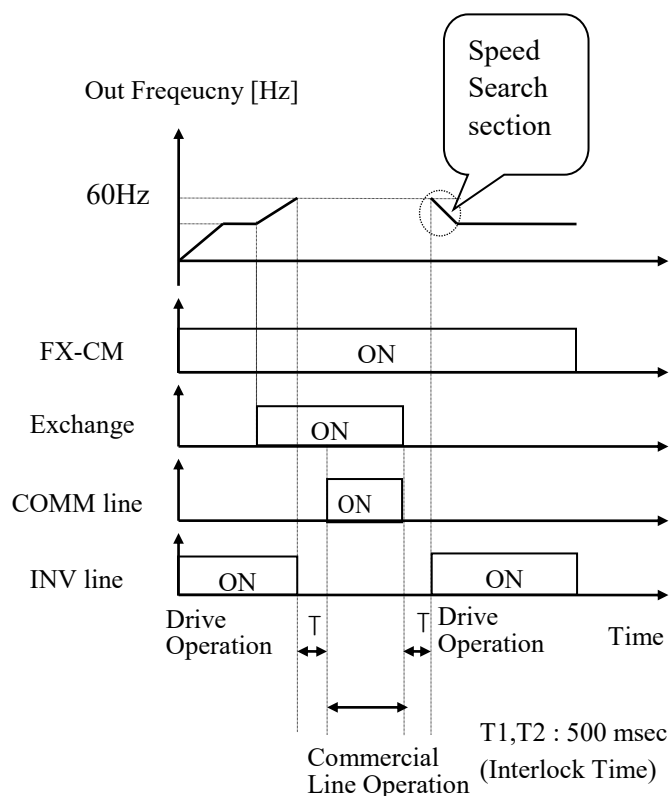 Speed
Search
section
Out Freqeucny [Hz]
60Hz
FX-CM
ON
Exchange
ON
COMM line
ON
INV line
ON
ON
Drive
Operation
T
T
Drive
Operation
Time
Commercial
Line Operation
T1,T2 : 500 msec
(Interlock Time)